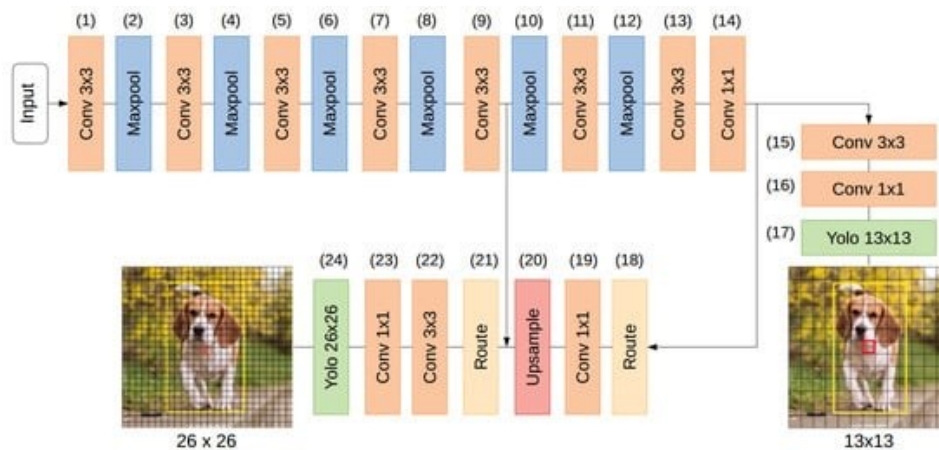 (1) (2) (3) (4) (5) (6) (7) (8) (9) (10) (11) (12) (13) (14)
Input
Conv 3x3
Maxpool
Conv 3x3
Maxpool
Conv 3x3
Maxpool
Conv 3x3
Maxpool
Conv 3x3
Maxpool
Conv 3x3
Maxpool
Conv 3x3
Conv 1x1
(15) Conv 3x3
(16) Conv 1x1
(17) Yolo 13x13
(24) (23) (22) (21) (20) (19) (18)
Yolo 26x26
Conv 1x1
Conv 3x3
Route
Upsample
Conv 1x1
Route
26 x 26
13x13